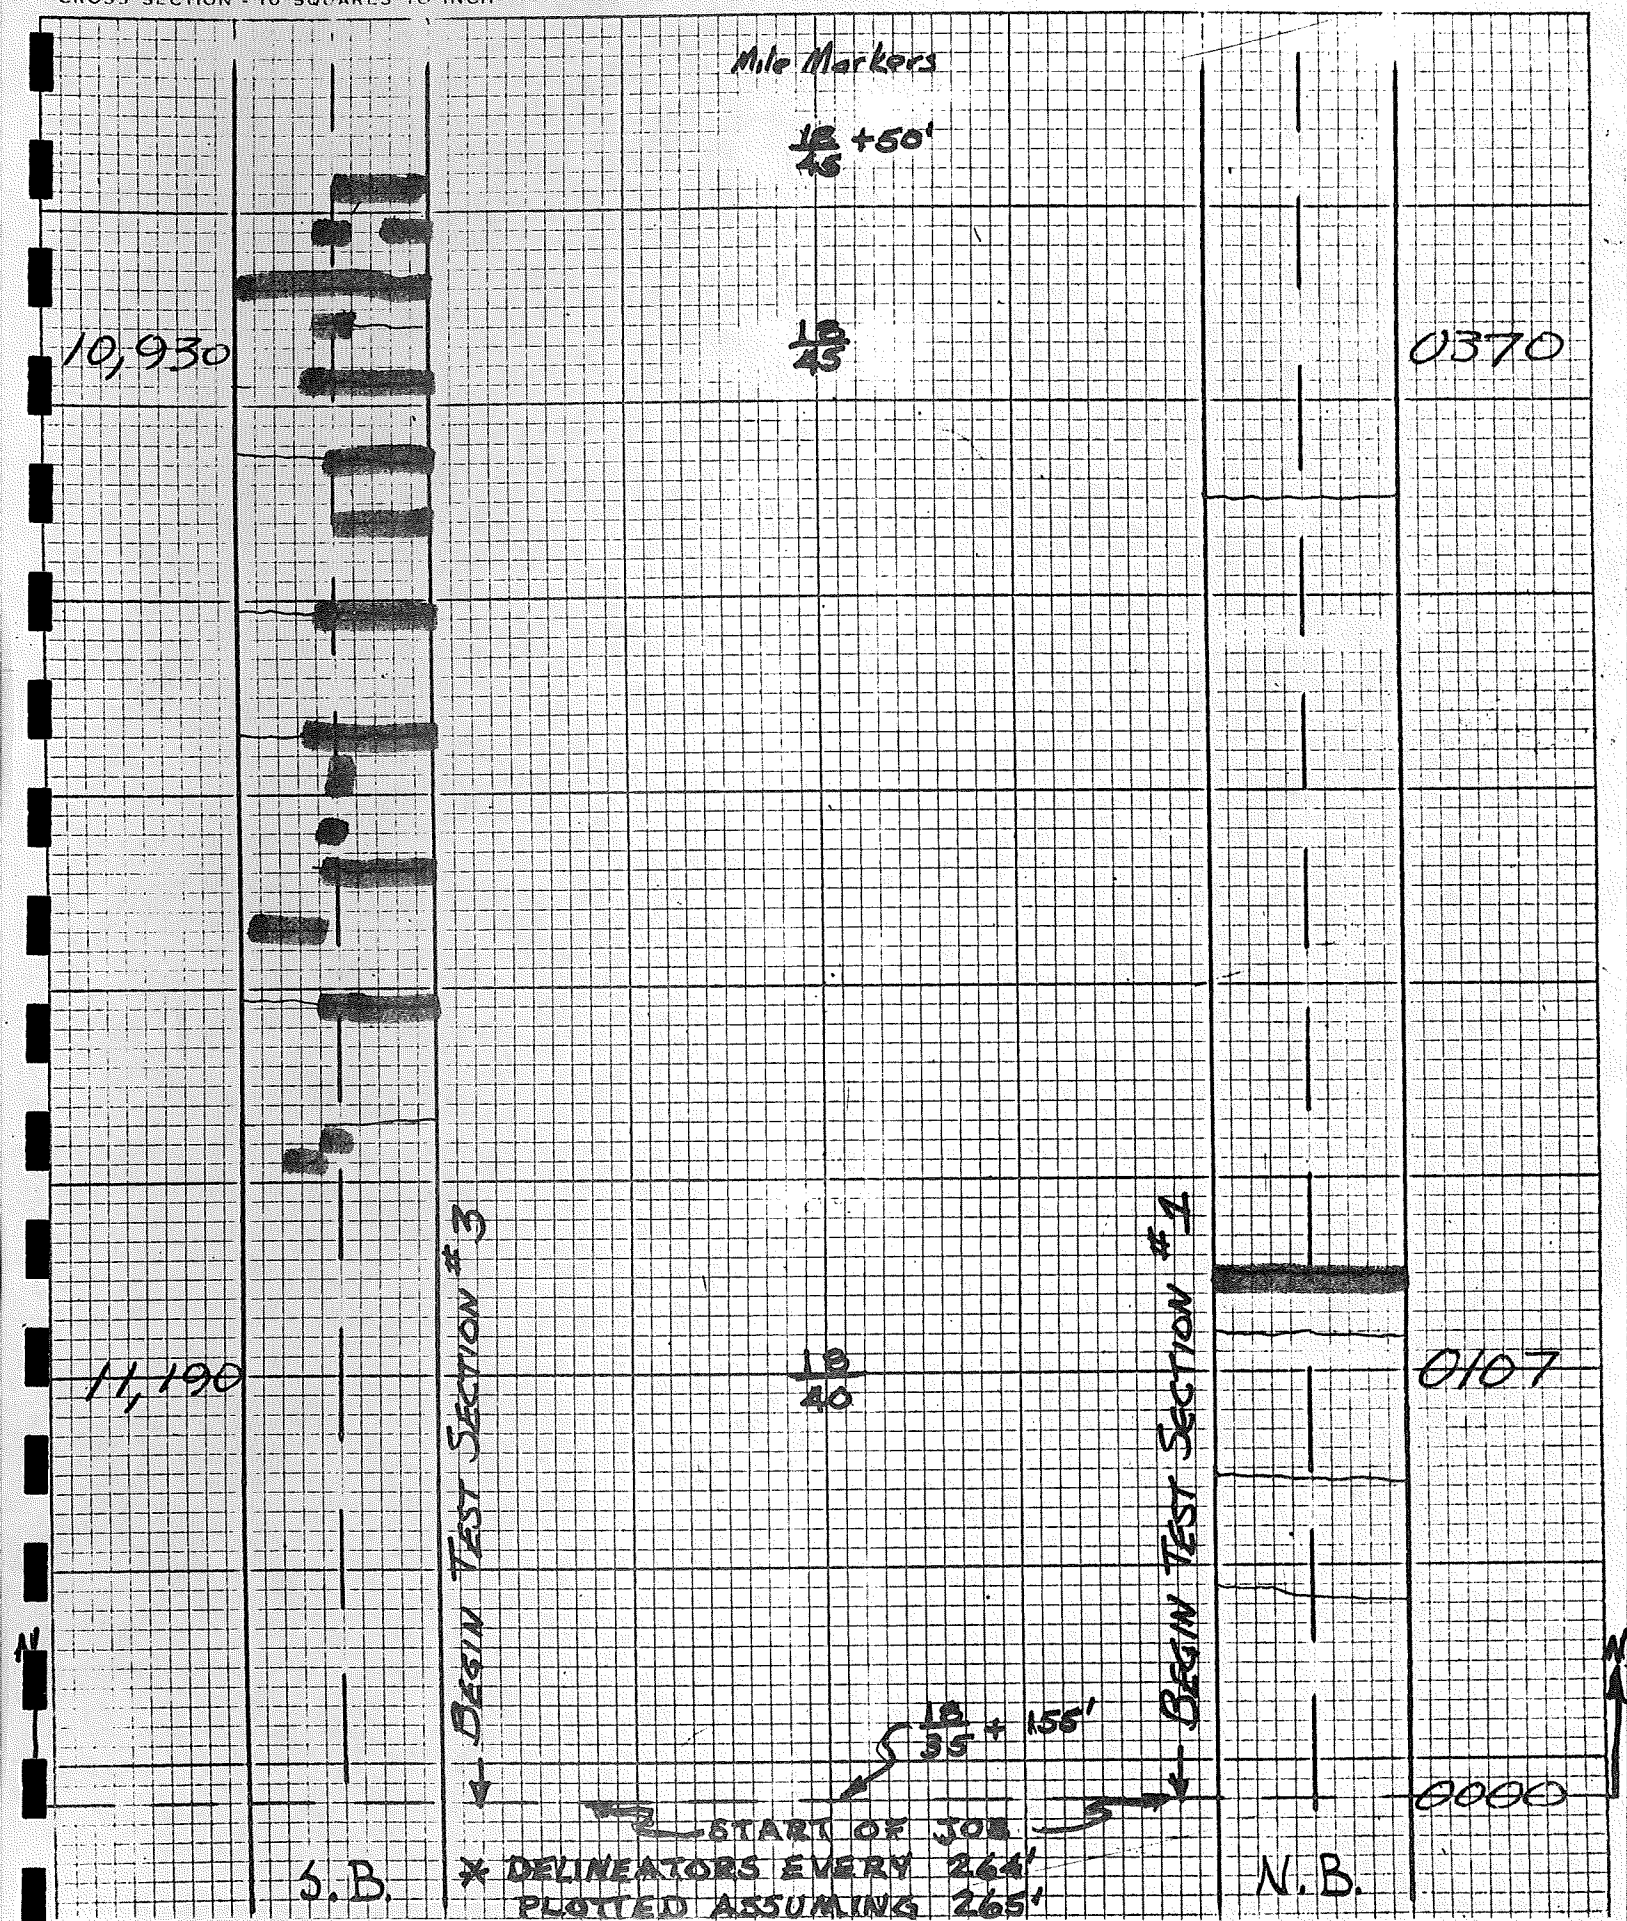 CROSS SECTION - 10 SQUARES TO INCH
Mile Markers
18/45 +50'
10,930
18/45
0370
BEGIN TEST SECTION #3
BEGIN TEST SECTION #1
11,190
18/40
0107
N
N
18/35 + 155'
0000
START OF JOB
S.B.
* DELINEATORS EVERY 264'
PLOTTED ASSUMING 265'
N.B.